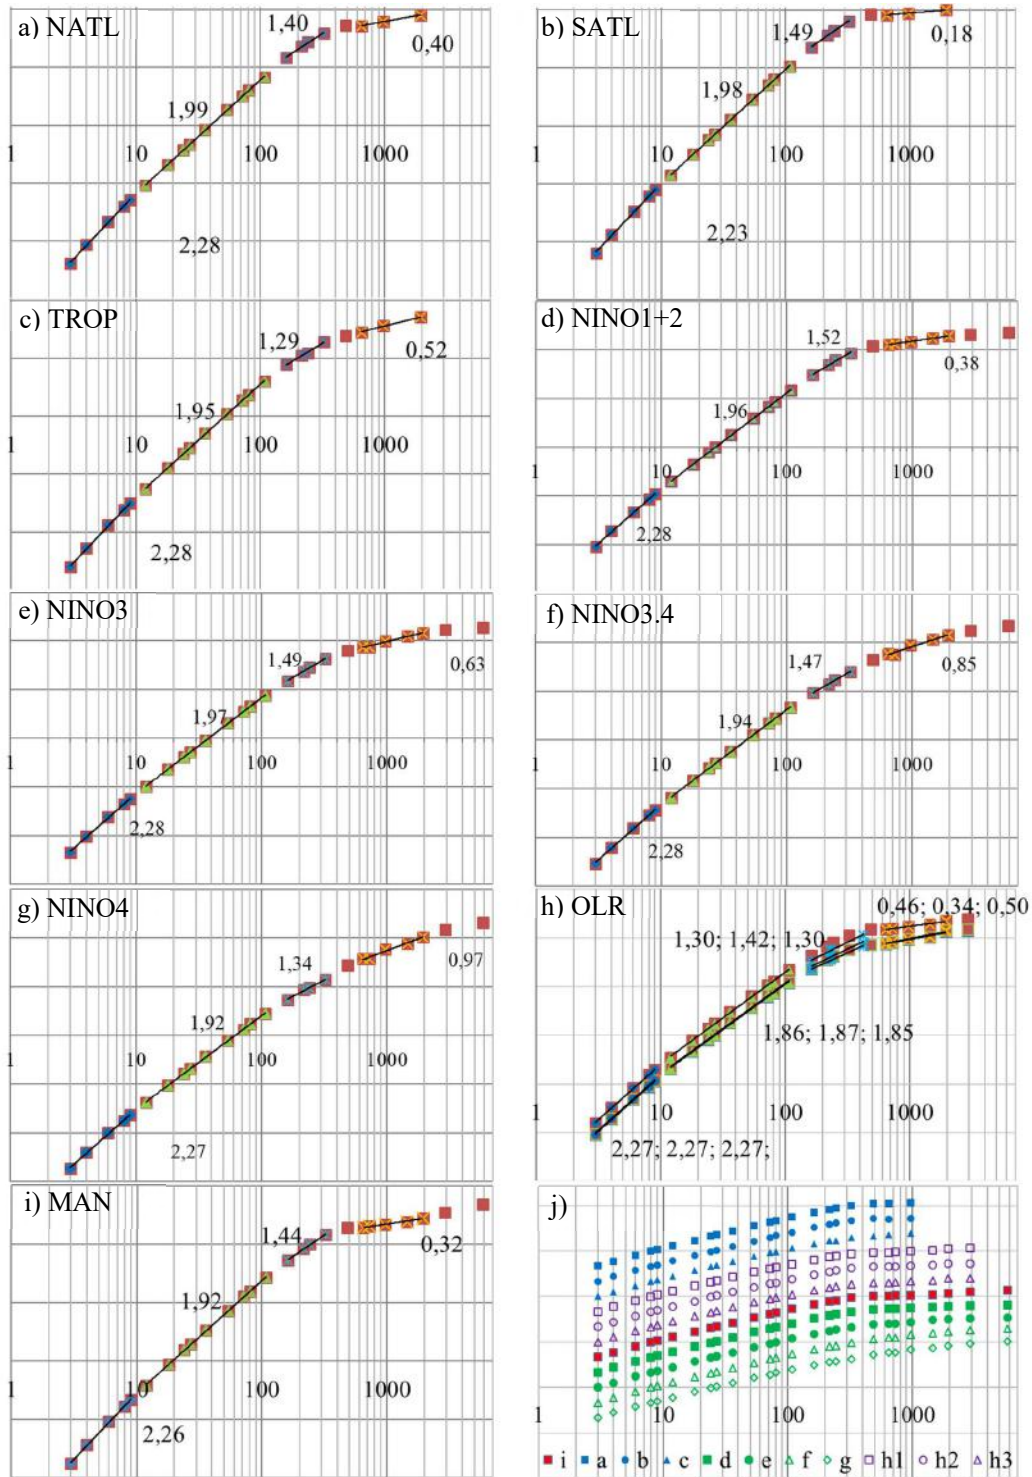 a) NATL
1,40
0,40
1,99
1 10 100 1000
2,28
b) SATL
1,49
0,18
1,98
1 10 100 1000
2,23
c) TROP
1,29
0,52
1,95
1 10 100 1000
2,28
d) NINO1+2
1,52
0,38
1,96
1 10 100 1000
2,28
e) NINO3
1,49
0,63
1,97
1 10 100 1000
2,28
f) NINO3.4
1,47
0,85
1,94
1 10 100 1000
2,28
g) NINO4
1,34
0,97
1,92
1 10 100 1000
2,27
h) OLR
0,46; 0,34; 0,50
1,30; 1,42; 1,30
1,86; 1,87; 1,85
1 10 100 1000
2,27; 2,27; 2,27;
i) MAN
1,44
0,32
1,92
1 10 100 1000
2,26
j)
1 10 100 1000
i a b c d e f g h1 h2 h3